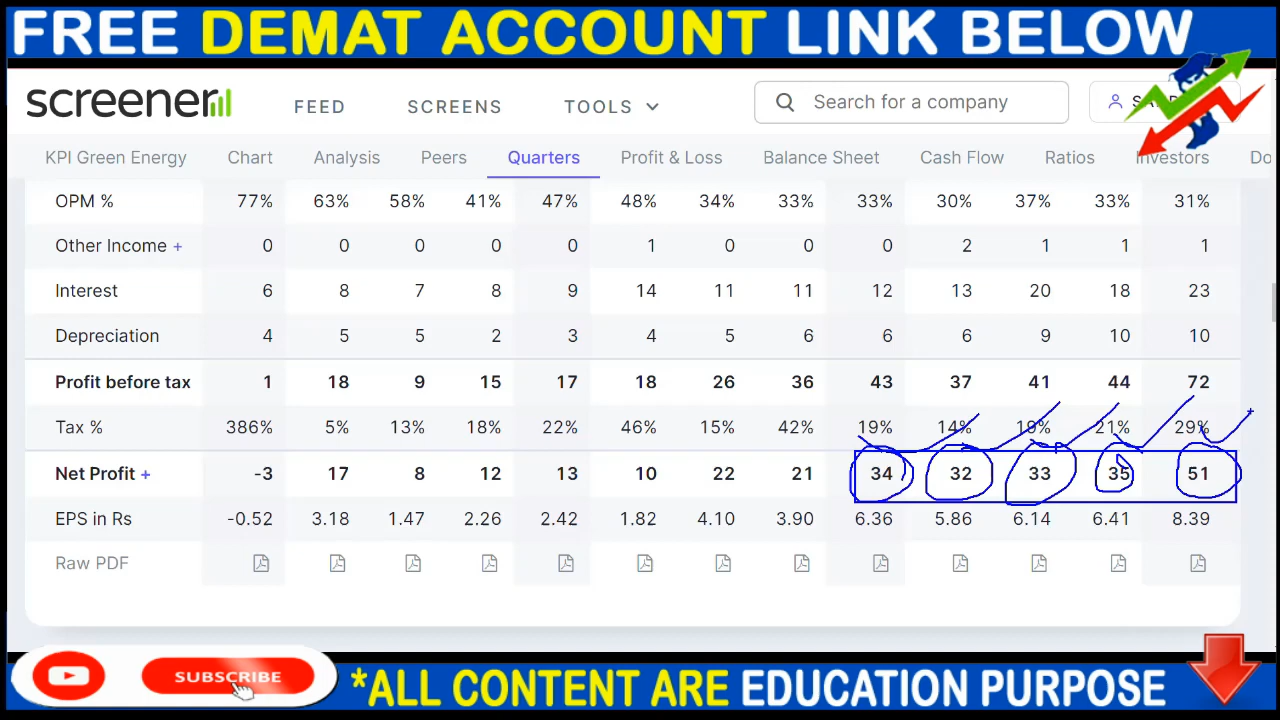 FREE DEMAT ACCOUNT LINK BELOW
screener FEED SCREENS TOOLS Search for a company
KPI Green Energy Chart Analysis Peers Quarters Profit & Loss Balance Sheet Cash Flow Ratios Investors Do
OPM % 77% 63% 58% 41% 47% 48% 34% 33% 33% 30% 37% 33% 31%
Other Income + 0 0 0 0 0 1 0 0 0 2 1 1 1
Interest 6 8 7 8 9 14 11 11 12 13 20 18 23
Depreciation 4 5 5 2 3 4 5 6 6 6 9 10 10
Profit before tax 1 18 9 15 17 18 26 36 43 37 41 44 72
Tax % 386% 5% 13% 18% 22% 46% 15% 42% 19% 14% 19% 21% 29%
Net Profit + -3 17 8 12 13 10 22 21 34 32 33 35 51
EPS in Rs -0.52 3.18 1.47 2.26 2.42 1.82 4.10 3.90 6.36 5.86 6.14 6.41 8.39
Raw PDF
SUBSCRIBE
*ALL CONTENT ARE EDUCATION PURPOSE